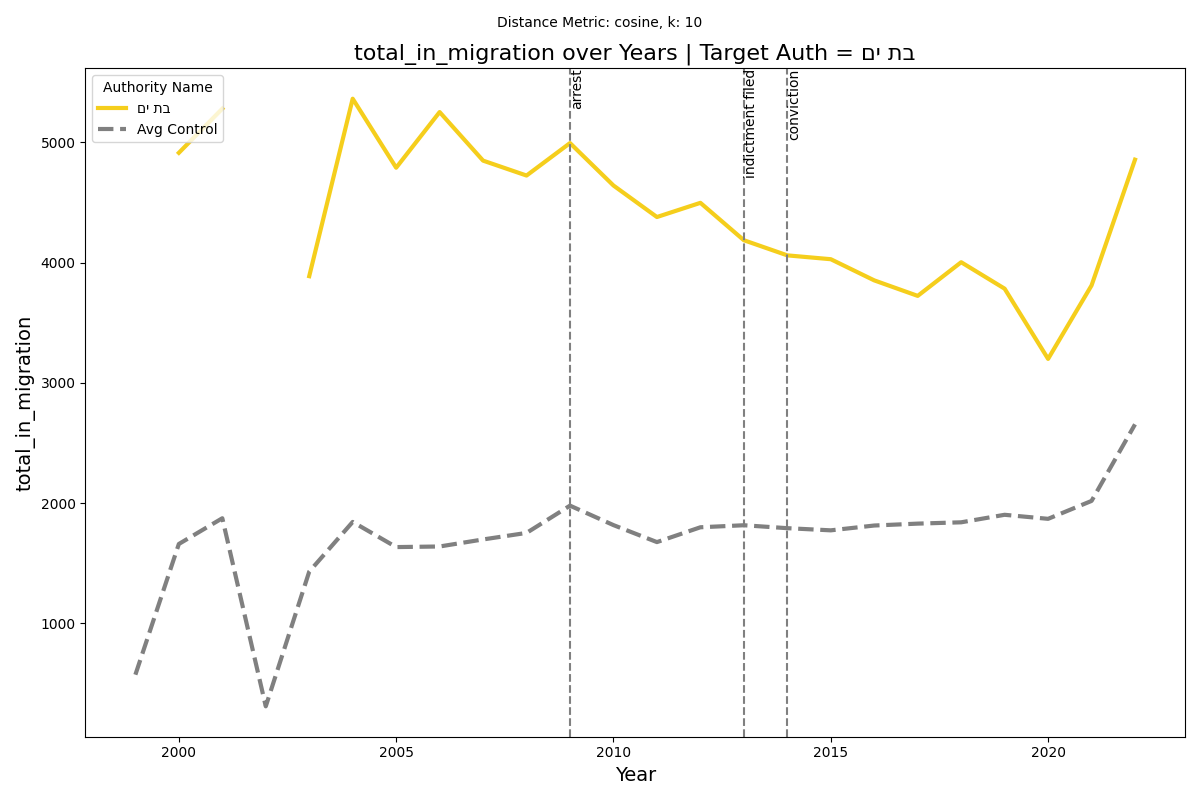 Distance Metric: cosine, k: 10
total_in_migration over Years | Target Auth = בת ים
Authority Name
בת ים
Avg Control
arrest
indictment filed
conviction
5000
4000
3000
2000
1000
total_in_migration
2000
2005
2010
2015
2020
Year